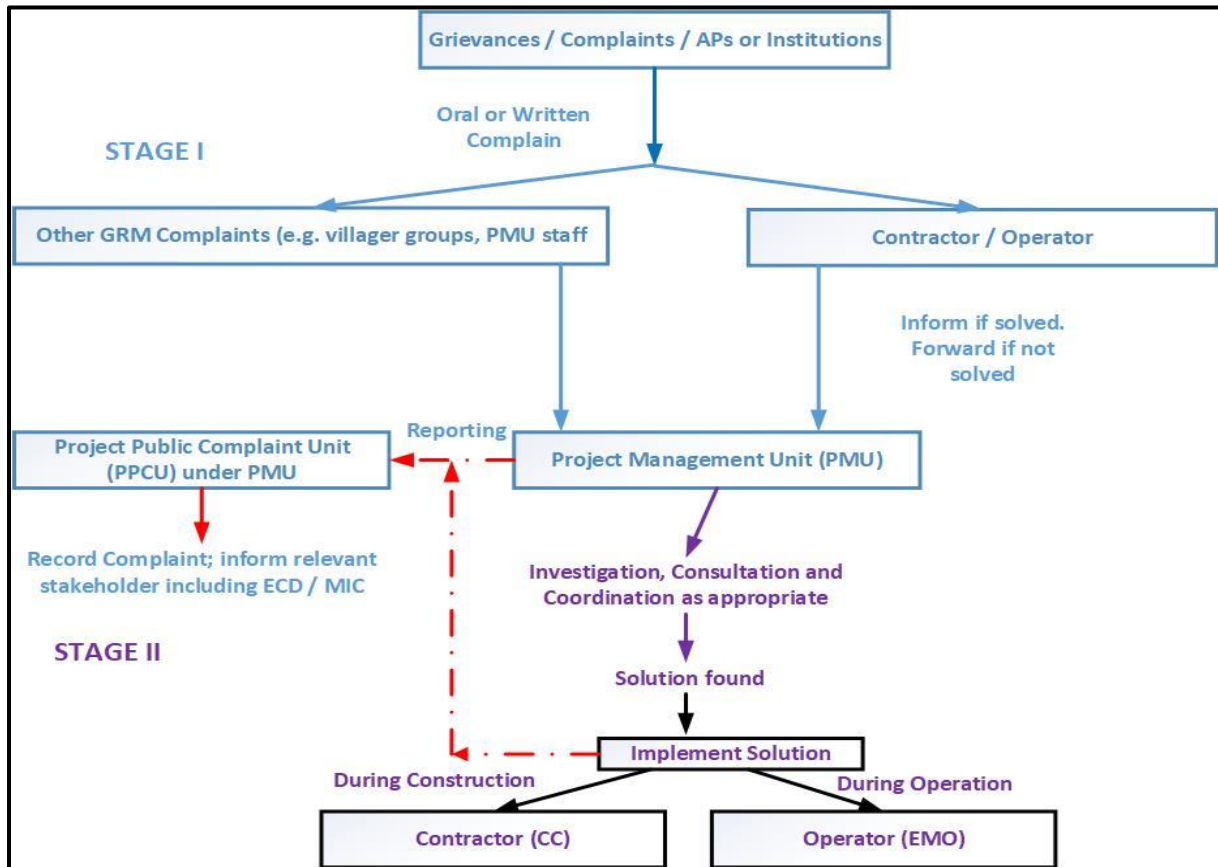 Grievances / Complaints / APs or Institutions
Oral or Written
Complain
STAGE I
Other GRM Complaints (e.g. villager groups, PMU staff
Contractor / Operator
Inform if solved.
Forward if not
solved
Reporting
Project Public Complaint Unit
(PPCU) under PMU
Project Management Unit (PMU)
Record Complaint; inform relevant
stakeholder including ECD / MIC
Investigation, Consultation and
Coordination as appropriate
STAGE II
Solution found
Implement Solution
During Construction
During Operation
Contractor (CC)
Operator (EMO)